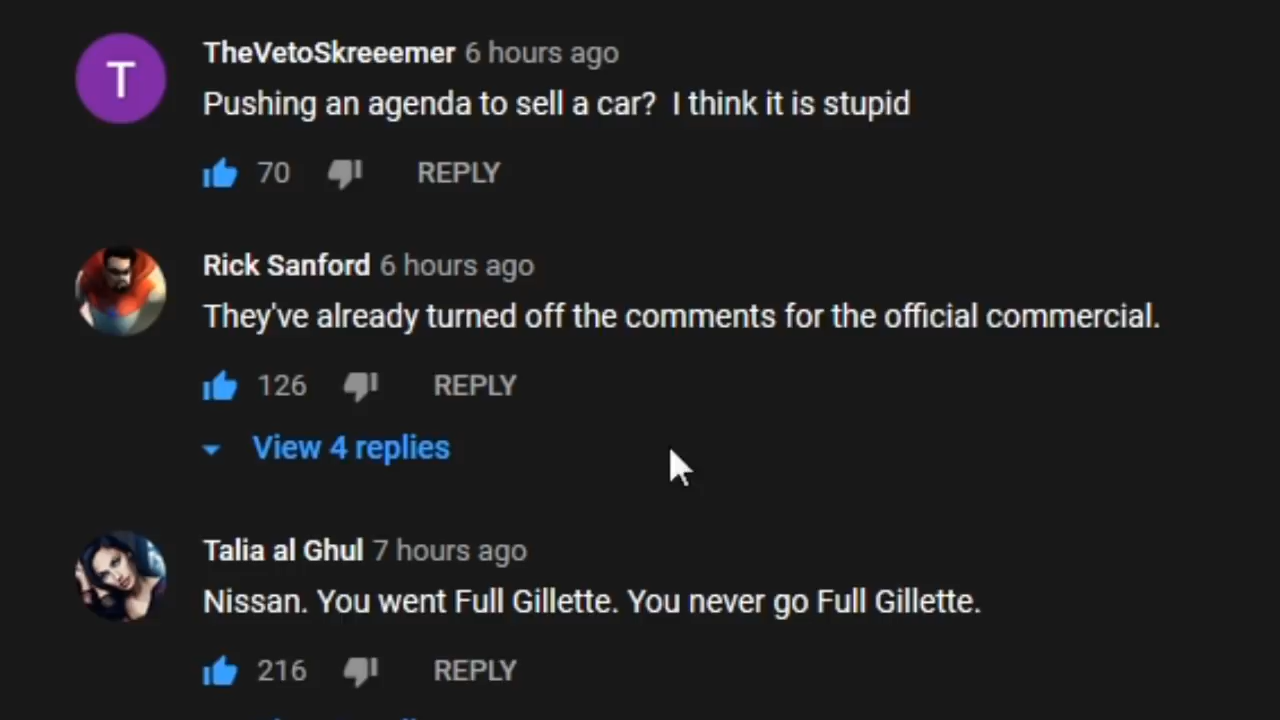 T
TheVetoSkreeemer 6 hours ago
Pushing an agenda to sell a car? I think it is stupid
70 REPLY
Rick Sanford 6 hours ago
They've already turned off the comments for the official commercial.
126 REPLY
View 4 replies
Talia al Ghul 7 hours ago
Nissan. You went Full Gillette. You never go Full Gillette.
216 REPLY